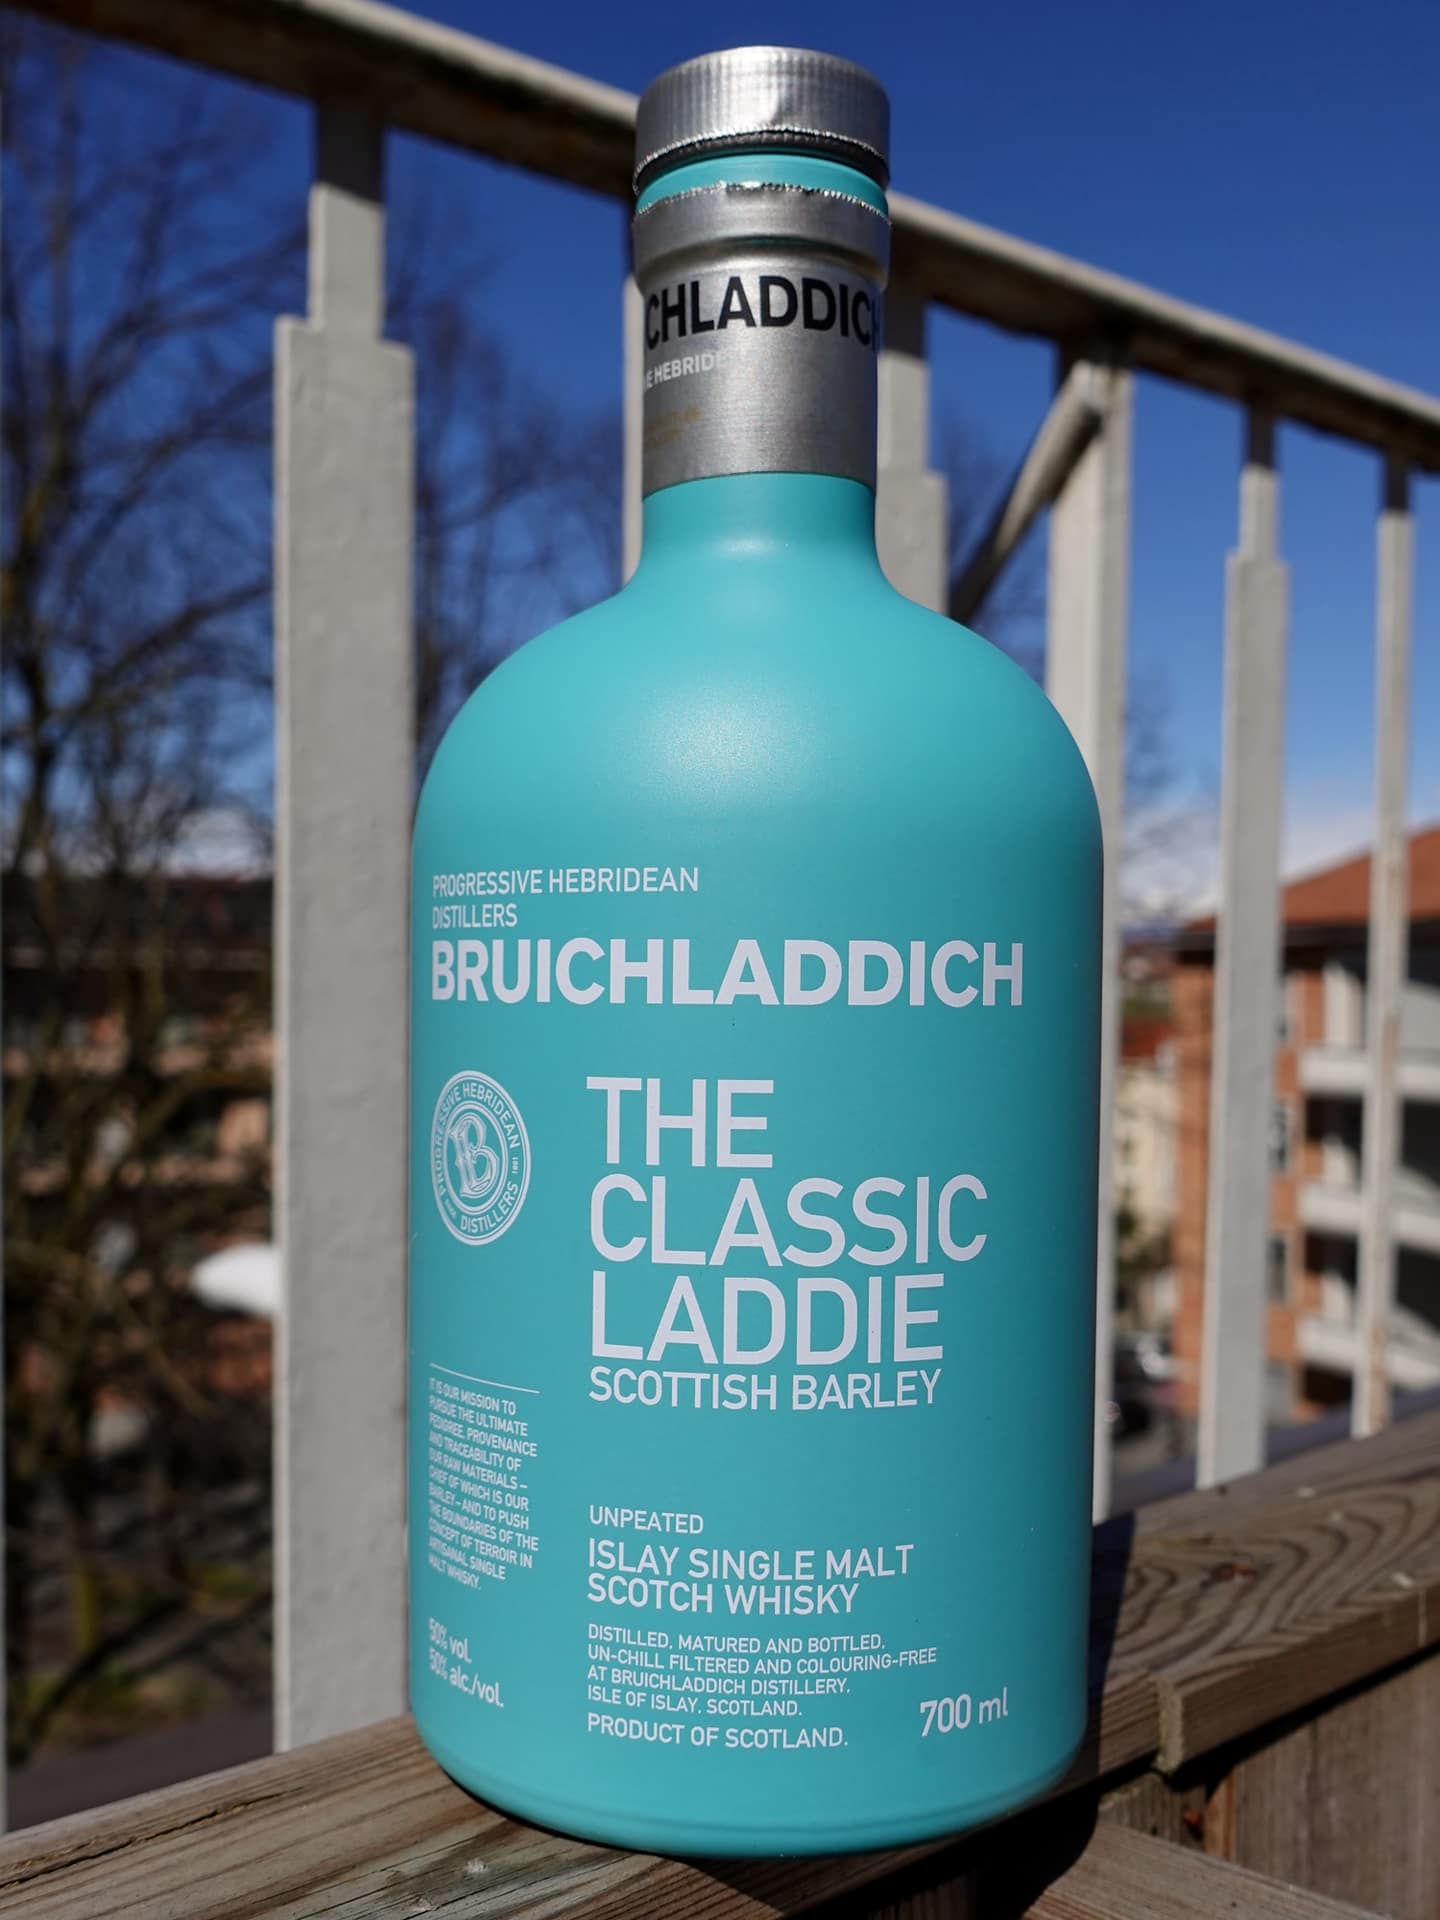 CHLADDICH
E HEBRID
PROGRESSIVE HEBRIDEAN
DISTILLERS
BRUICHLADDICH
PROGRESSIVE HEBRIDEAN
DISTILLERS
1881
B
THE
CLASSIC
LADDIE
SCOTTISH BARLEY
IT IS OUR MISSION TO
PURSUE THE ULTIMATE
PEDIGREE, PROVENANCE
AND TRACEABILITY OF
OUR RAW MATERIALS –
CHIEF OF WHICH IS OUR
BARLEY – AND TO PUSH
THE BOUNDARIES OF THE
CONCEPT OF TERROIR IN
ARTISANAL SINGLE
MALT WHISKY.
50% vol.
50% alc./vol.
UNPEATED
ISLAY SINGLE MALT
SCOTCH WHISKY
DISTILLED, MATURED AND BOTTLED,
UN-CHILL FILTERED AND COLOURING-FREE
AT BRUICHLADDICH DISTILLERY,
ISLE OF ISLAY, SCOTLAND.
PRODUCT OF SCOTLAND.
700 ml